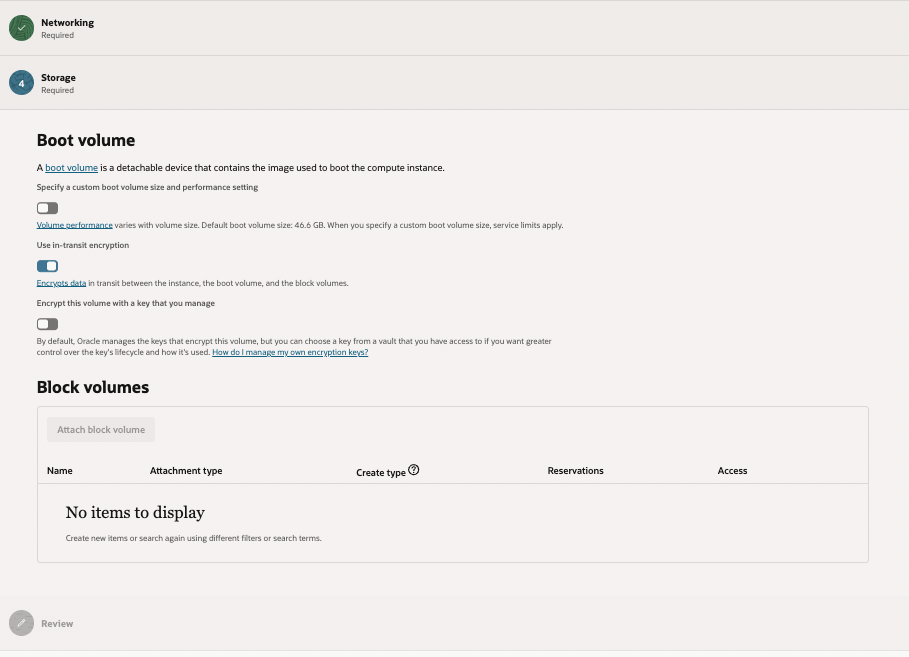 Networking
Required
4
Storage
Required
Boot volume
A boot volume is a detachable device that contains the image used to boot the compute instance.
Specify a custom boot volume size and performance setting
Volume performance varies with volume size. Default boot volume size: 46.6 GB. When you specify a custom boot volume size, service limits apply.
Use in-transit encryption
Encrypts data in transit between the instance, the boot volume, and the block volumes.
Encrypt this volume with a key that you manage
By default, Oracle manages the keys that encrypt this volume, but you can choose a key from a vault that you have access to if you want greater
control over the key's lifecycle and how it's used. How do I manage my own encryption keys?
Block volumes
Attach block volume
Name Attachment type Create type ? Reservations Access
No items to display
Create new items or search again using different filters or search terms.
Review